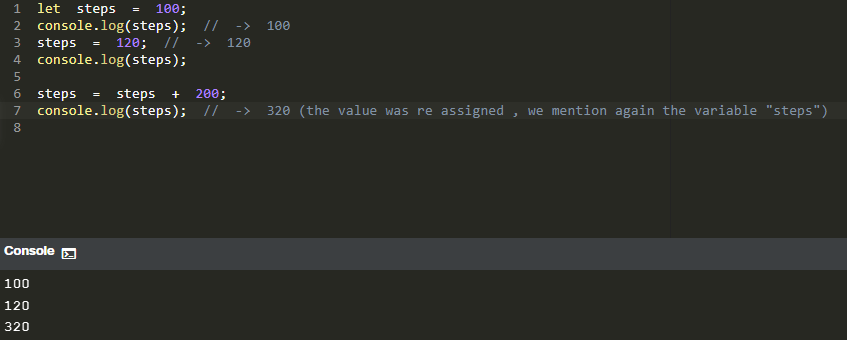 1 let steps = 100;
2 console.log(steps); // -> 100
3 steps = 120; // -> 120
4 console.log(steps);
5
6 steps = steps + 200;
7 console.log(steps); // -> 320 (the value was re assigned , we mention again the variable "steps")
8
Console
100
120
320